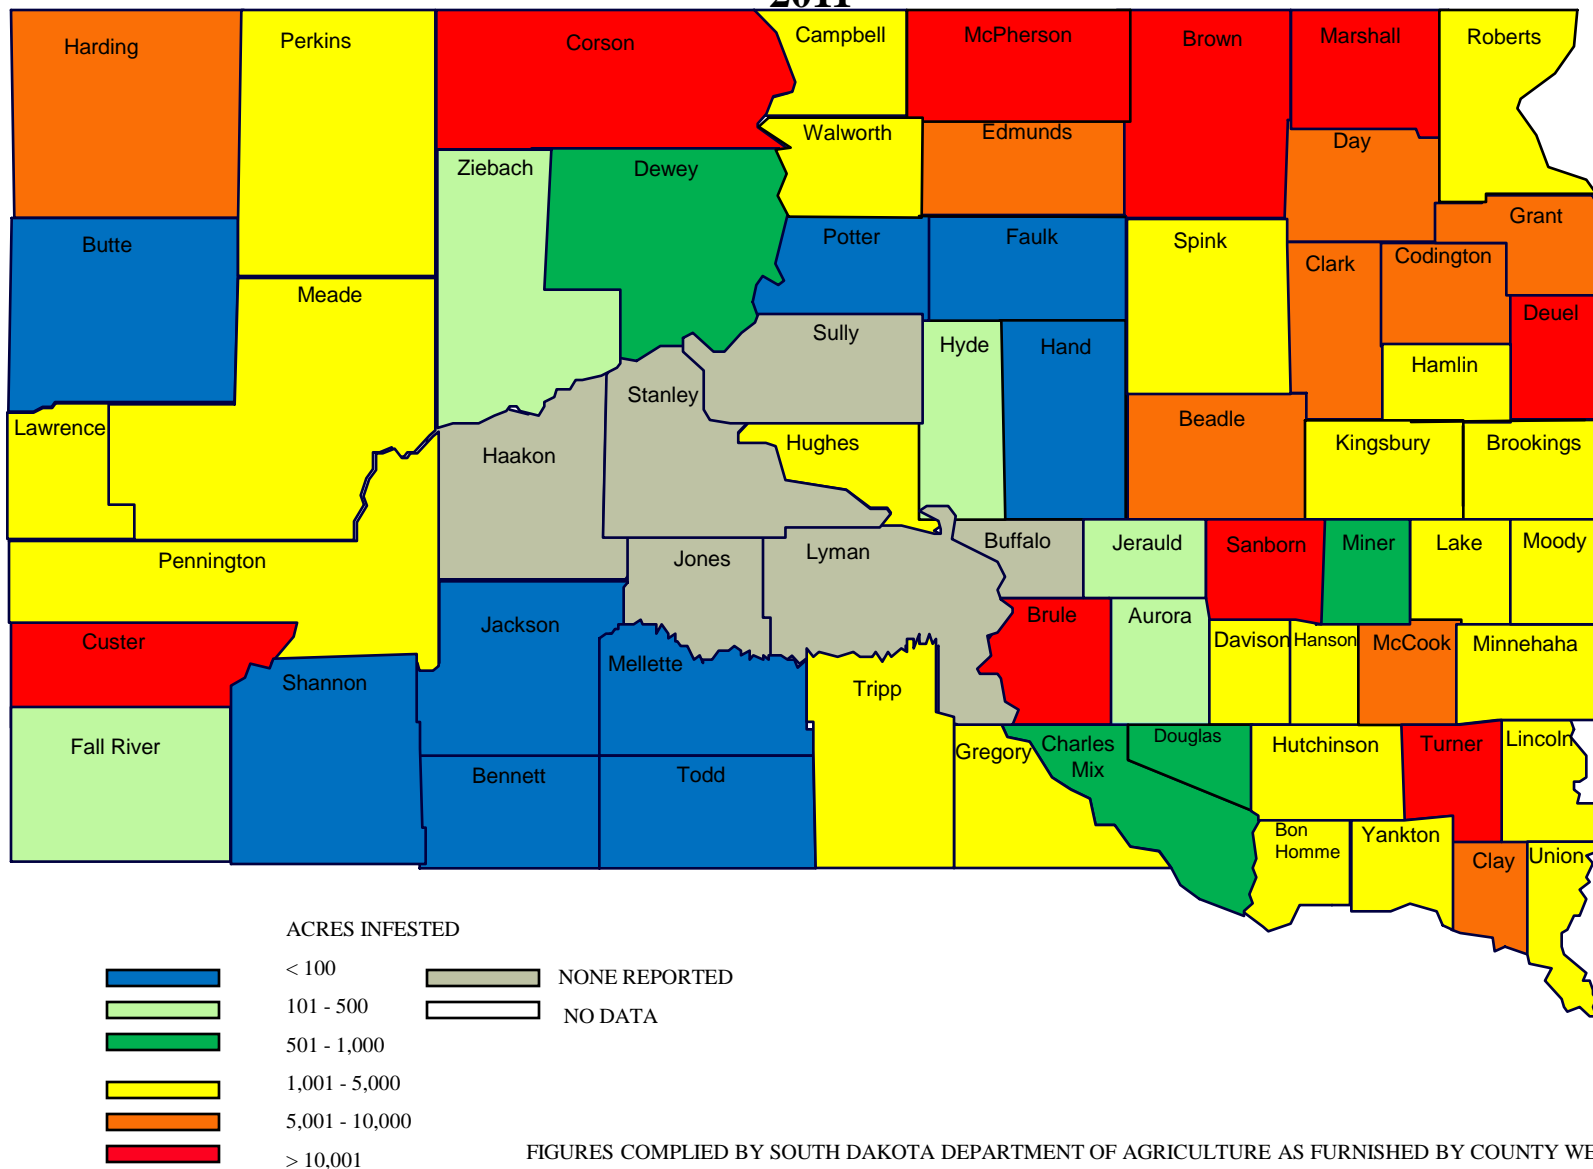 2011
Harding
Perkins
Corson
Campbell
McPherson
Brown
Marshall
Roberts
Walworth
Edmunds
Day
Ziebach
Dewey
Grant
Butte
Potter
Faulk
Spink
Clark
Codington
Meade
Deuel
Sully
Hyde
Hand
Hamlin
Stanley
Lawrence
Beadle
Haakon
Hughes
Kingsbury
Brookings
Pennington
Jones
Lyman
Buffalo
Jerauld
Sanborn
Miner
Lake
Moody
Custer
Jackson
Brule
Aurora
Davison
Hanson
McCook
Minnehaha
Shannon
Mellette
Tripp
Fall River
Gregory
Charles
Mix
Douglas
Hutchinson
Turner
Lincoln
Bennett
Todd
Bon
Homme
Yankton
Clay
Union
ACRES INFESTED
< 100
NONE REPORTED
101 - 500
NO DATA
501 - 1,000
1,001 - 5,000
5,001 - 10,000
> 10,001
FIGURES COMPLIED BY SOUTH DAKOTA DEPARTMENT OF AGRICULTURE AS FURNISHED BY COUNTY WE